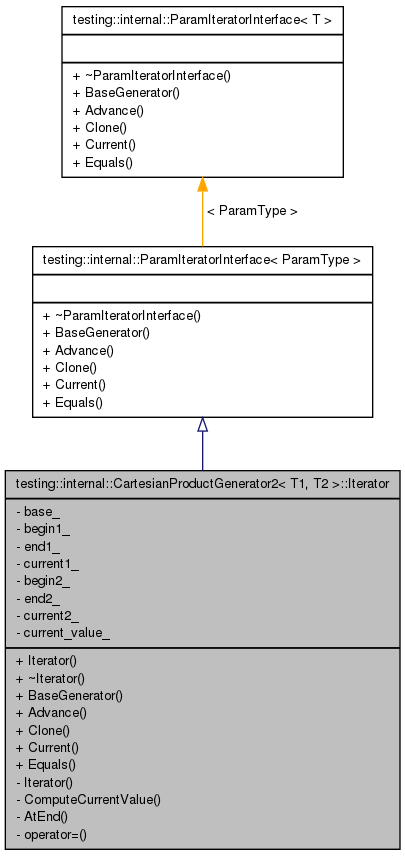 testing::internal::ParamIteratorInterface< T >
+ ~ParamIteratorInterface()
+ BaseGenerator()
+ Advance()
+ Clone()
+ Current()
+ Equals()
< ParamType >
testing::internal::ParamIteratorInterface< ParamType >
+ ~ParamIteratorInterface()
+ BaseGenerator()
+ Advance()
+ Clone()
+ Current()
+ Equals()
testing::internal::CartesianProductGenerator2< T1, T2 >::Iterator
- base_
- begin1_
- end1_
- current1_
- begin2_
- end2_
- current2_
- current_value_
+ Iterator()
+ ~Iterator()
+ BaseGenerator()
+ Advance()
+ Clone()
+ Current()
+ Equals()
- Iterator()
- ComputeCurrentValue()
- AtEnd()
- operator=()